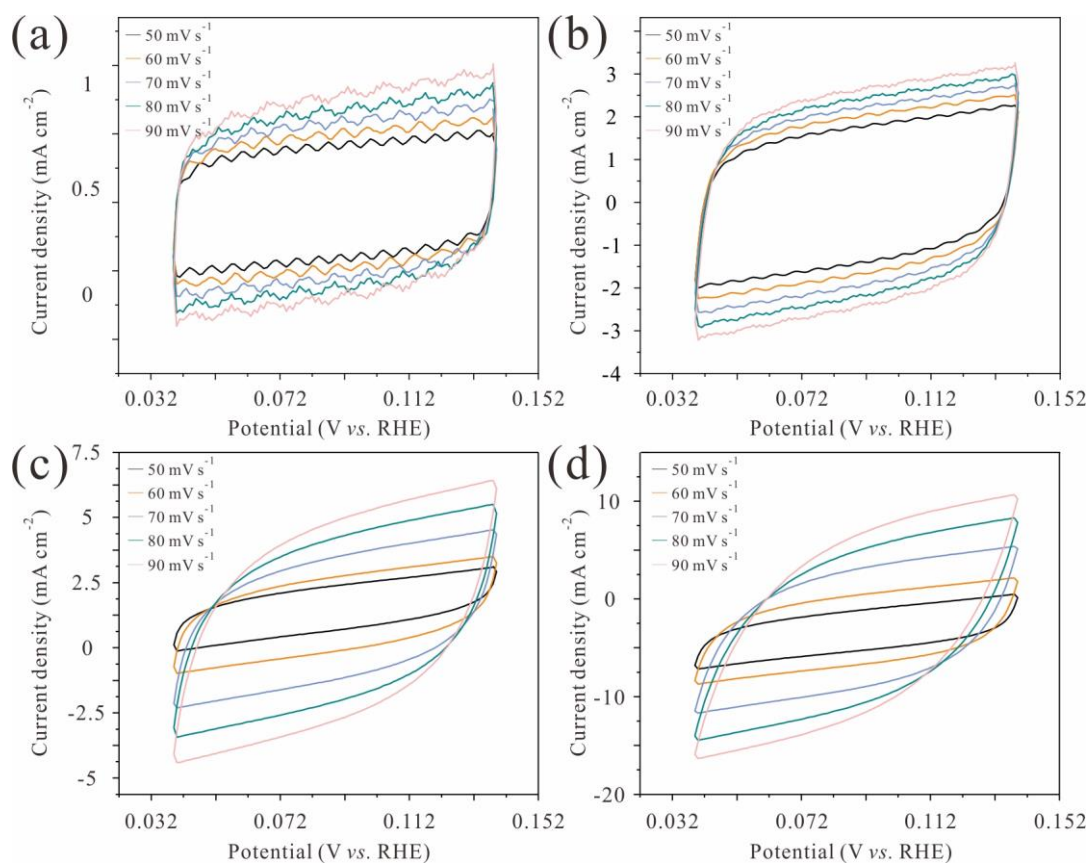 (a)
50 mV s⁻¹
60 mV s⁻¹
70 mV s⁻¹
80 mV s⁻¹
90 mV s⁻¹
1
0.5
0
Current density (mA cm⁻²)
0.032 0.072 0.112 0.152
Potential (V vs. RHE)
(b)
50 mV s⁻¹
60 mV s⁻¹
70 mV s⁻¹
80 mV s⁻¹
90 mV s⁻¹
3
2
1
0
-1
-2
-3
-4
Current density (mA cm⁻²)
0.032 0.072 0.112 0.152
Potential (V vs. RHE)
(c)
7.5
50 mV s⁻¹
60 mV s⁻¹
70 mV s⁻¹
80 mV s⁻¹
90 mV s⁻¹
5
2.5
0
-2.5
-5
Current density (mA cm⁻²)
0.032 0.072 0.112 0.152
Potential (V vs. RHE)
(d)
50 mV s⁻¹
60 mV s⁻¹
70 mV s⁻¹
80 mV s⁻¹
90 mV s⁻¹
10
0
-10
-20
Current density (mA cm⁻²)
0.032 0.072 0.112 0.152
Potential (V vs. RHE)